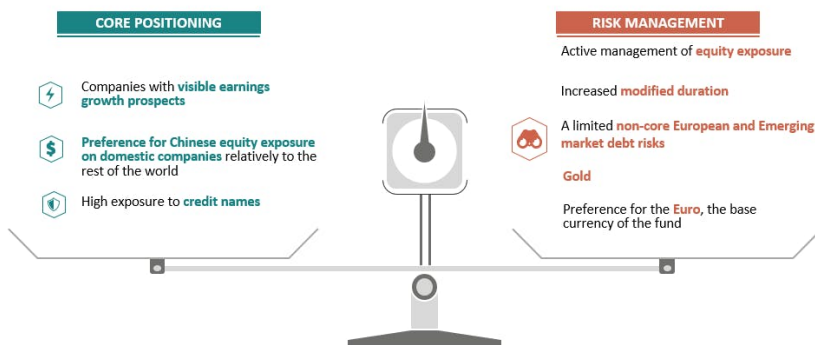 CORE POSITIONING
Companies with visible earnings
growth prospects
Preference for Chinese equity exposure
on domestic companies relatively to the
rest of the world
High exposure to credit names
RISK MANAGEMENT
Active management of equity exposure
Increased modified duration
A limited non-core European and Emerging
market debt risks
Gold
Preference for the Euro, the base
currency of the fund
$